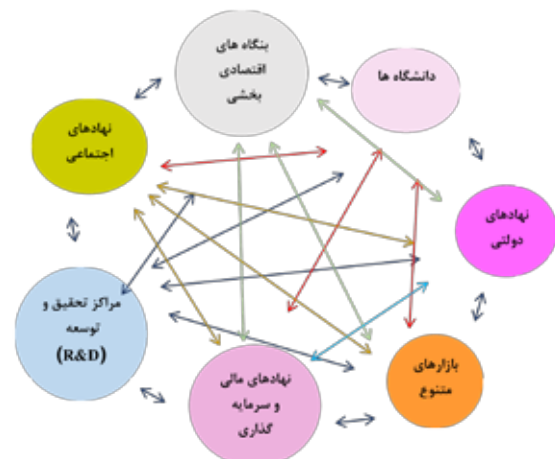 بنگاه های
اقتصادی
بخشی
دانشگاه ها
نهادهای
دولتی
بازارهای
متنوع
نهادهای مالی
و سرمایه
گذاری
مراکز تحقیق و
توسعه
(R&D)
نهادهای
اجتماعی